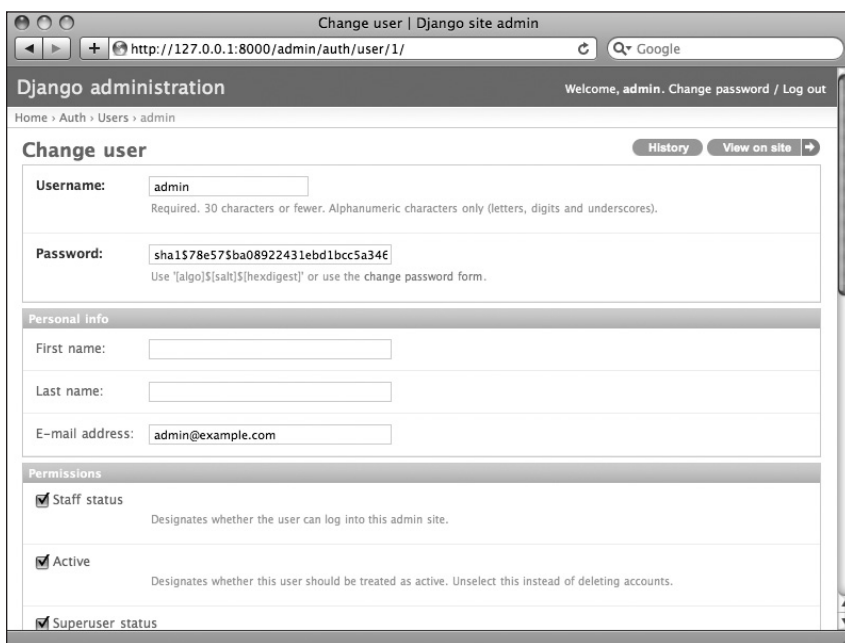 Change user | Django site admin
http://127.0.0.1:8000/admin/auth/user/1/
Google
Django administration
Welcome, admin. Change password / Log out
Home › Auth › Users › admin
Change user
History
View on site
Username:
admin
Required. 30 characters or fewer. Alphanumeric characters only (letters, digits and underscores).
Password:
sha1$78e57$ba08922431ebd1bcc5a346
Use '[algo]$[salt]$[hexdigest]' or use the change password form.
Personal info
First name:
Last name:
E-mail address:
admin@example.com
Permissions
Staff status
Designates whether the user can log into this admin site.
Active
Designates whether this user should be treated as active. Unselect this instead of deleting accounts.
Superuser status